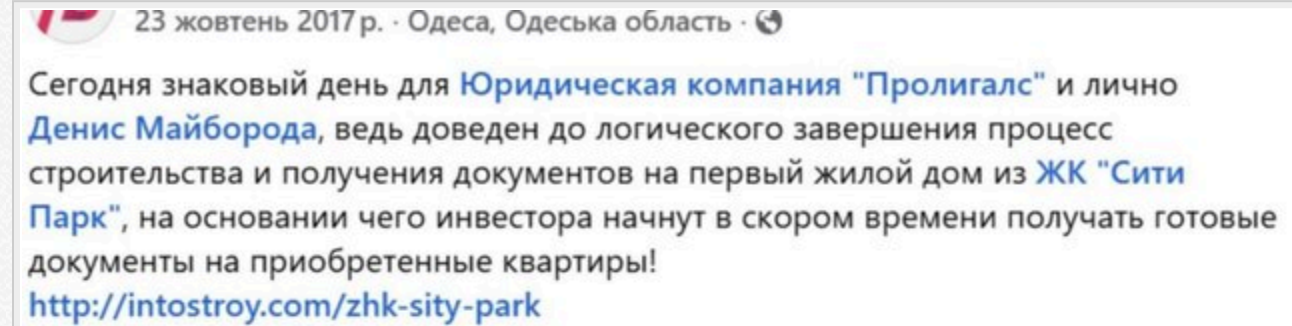 23 жовтень 2017 р. · Одеса, Одеська область ·
Сегодня знаковый день для Юридическая компания "Пролигалс" и лично
Денис Майборода, ведь доведен до логического завершения процесс
строительства и получения документов на первый жилой дом из ЖК "Сити
Парк", на основании чего инвестора начнут в скором времени получать готовые
документы на приобретенные квартиры!
http://intostroy.com/zhk-sity-park